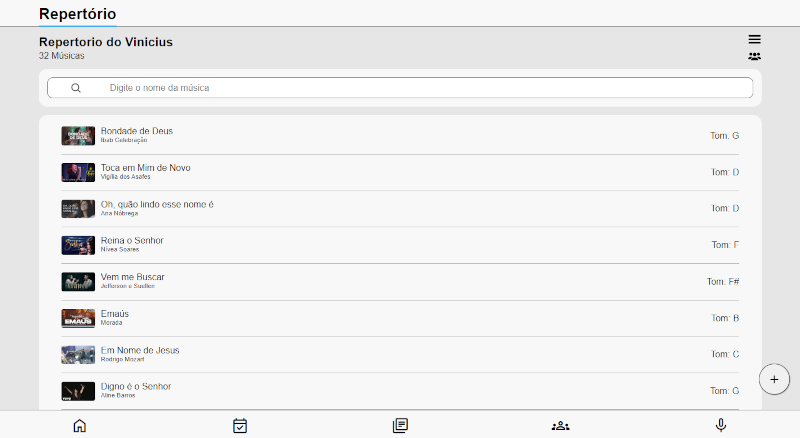 Repertório
Repertorio do Vinicius
32 Músicas
Digite o nome da música
Bondade de Deus
Ibab Celebração
Tom: G
Toca em Mim de Novo
Vigilia dos Asafes
Tom: D
Oh, quão lindo esse nome é
Ana Nóbrega
Tom: D
Reina o Senhor
Nívea Soares
Tom: F
Vem me Buscar
Jefferson e Suellen
Tom: F#
EMAÚS
Emaús
Morada
Tom: B
Em Nome de Jesus
Rodrigo Mozart
Tom: C
Digno é o Senhor
Aline Barros
Tom: G
+